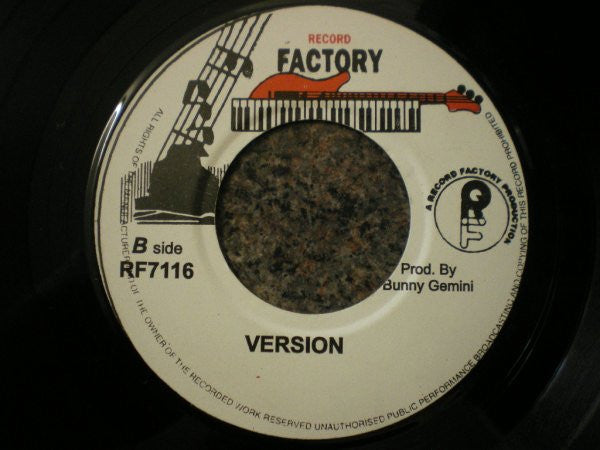 RECORD
FACTORY
A RECORD FACTORY PRODUCTION
RF
B side
RF7116
Prod. By
Bunny Gemini
VERSION
ALL RIGHTS OF THE OWNER OF THE RECORDED WORK RESERVED UNAUTHORISED PUBLIC PERFORMANCE BROADCASTING AND COPYING OF THIS RECORD PROHIBITED